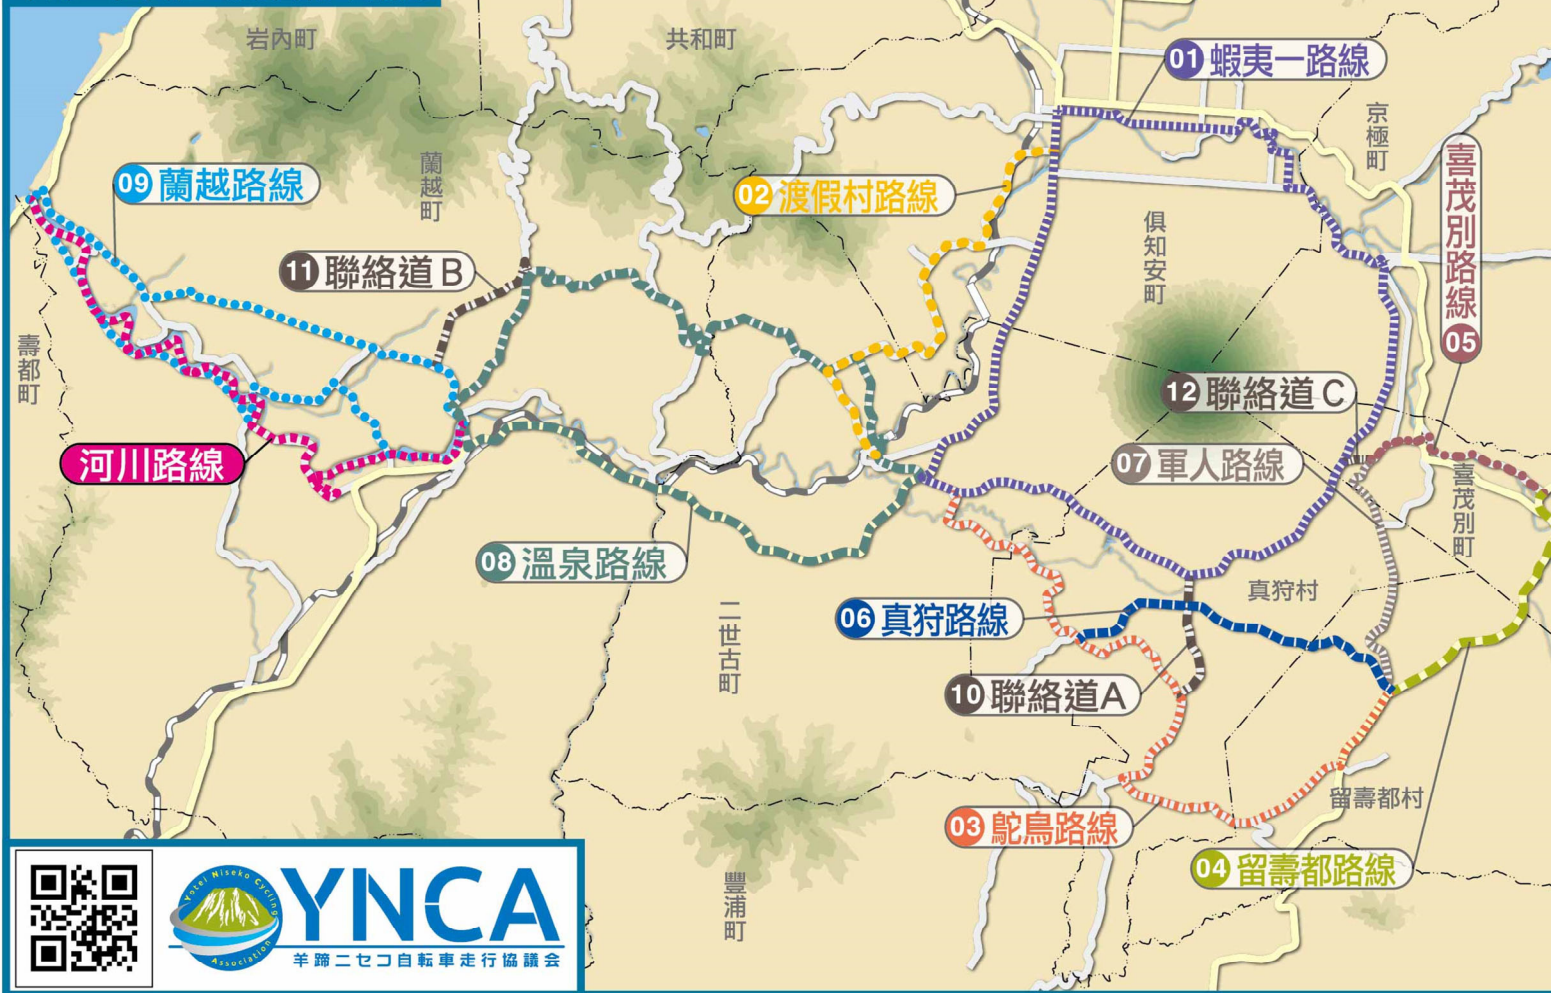 岩內町
共和町
01 蝦夷一路線
京極町
喜茂別路線 05
09 蘭越路線
蘭越町
02 渡假村路線
俱知安町
11 聯絡道B
壽都町
12 聯絡道C
河川路線
07 軍人路線
喜茂別町
08 溫泉路線
真狩村
二世古町
06 真狩路線
10 聯絡道A
留壽都村
03 鴕鳥路線
04 留壽都路線
豐浦町
Yotei Niseko Cycling
Association
YNCA
羊蹄ニセコ自転車走行協議会